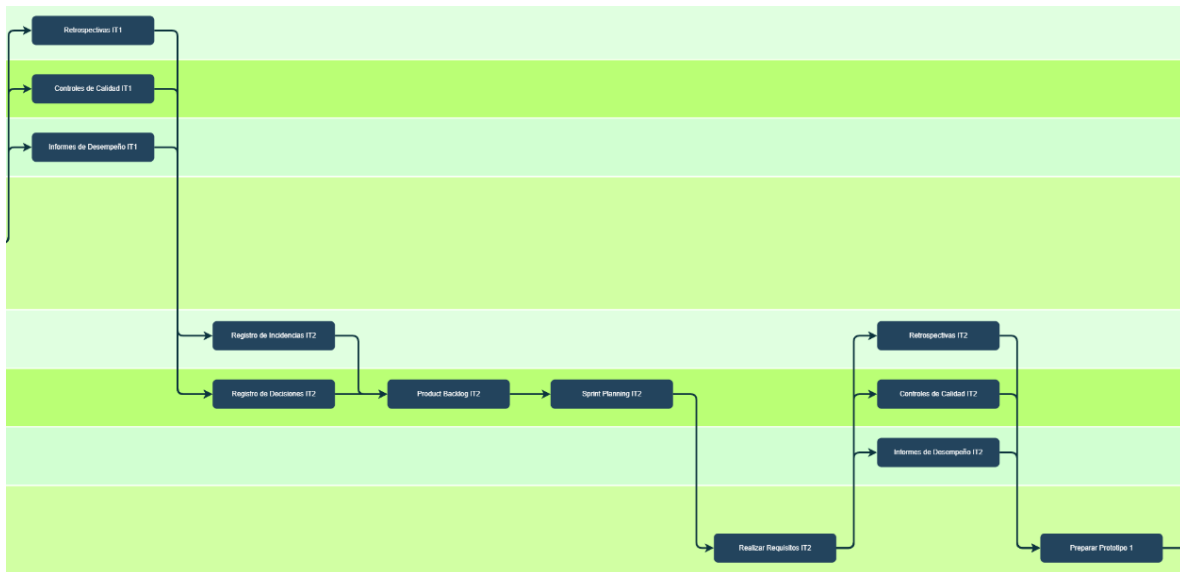 Retrospectivas IT1
Controles de Calidad IT1
Informes de Desempeño IT1
Registro de Incidencias IT2
Retrospectivas IT2
Registro de Decisiones IT2
Product Backlog IT2
Sprint Planning IT2
Controles de Calidad IT2
Informes de Desempeño IT2
Realizar Requisitos IT2
Preparar Prototipo 1